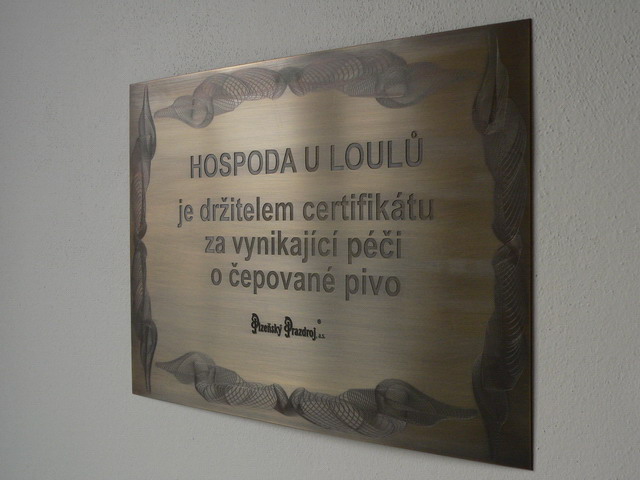 HOSPODA U LOULŮ
je držitelem certifikátu
za vynikající péči
o čepované pivo
Plzeňský Prazdroj® a.s.